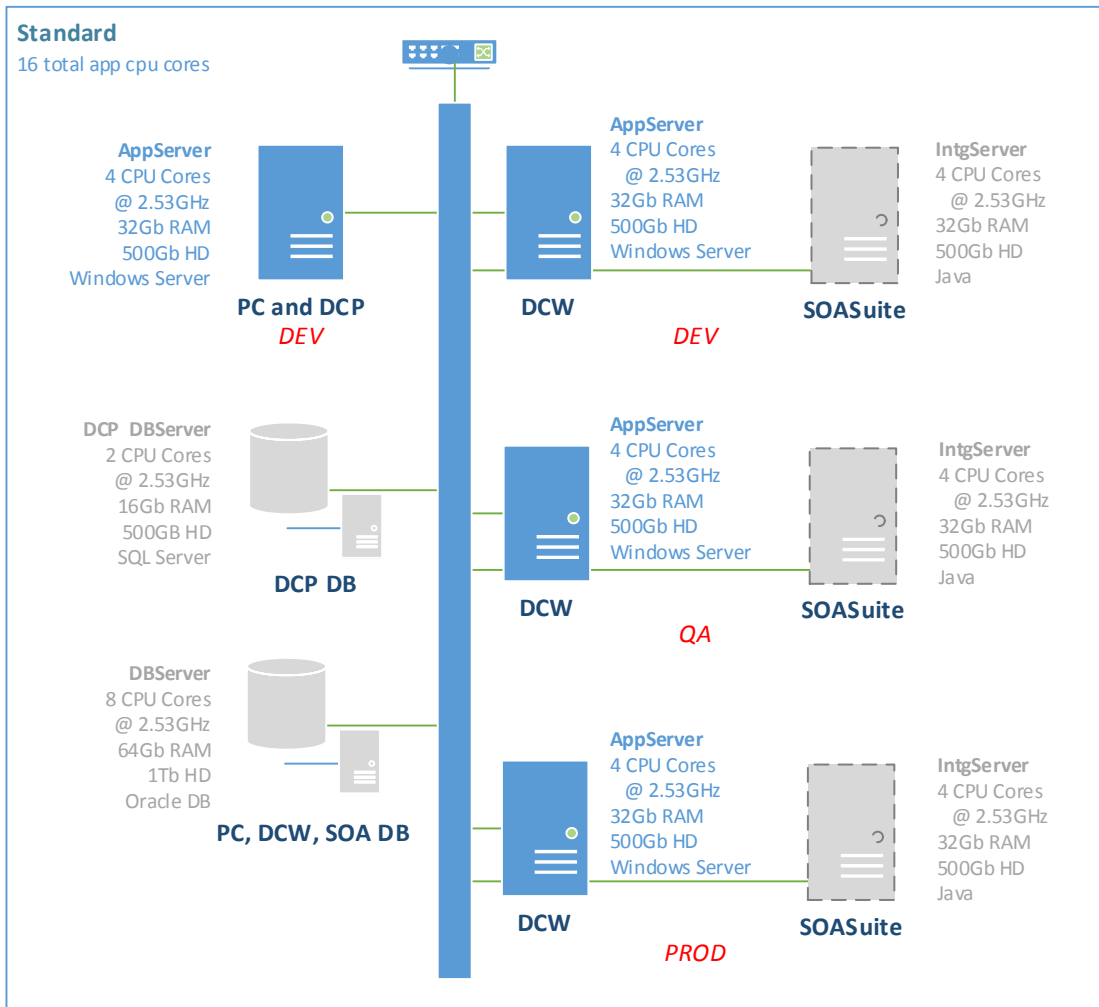 Standard
16 total app cpu cores
AppServer
4 CPU Cores
@ 2.53GHz
32Gb RAM
500Gb HD
Windows Server
PC and DCP
DEV
AppServer
4 CPU Cores
@ 2.53GHz
32Gb RAM
500Gb HD
Windows Server
DCW
DEV
IntgServer
4 CPU Cores
@ 2.53GHz
32Gb RAM
500Gb HD
Java
SOASuite
DCP DBServer
2 CPU Cores
@ 2.53GHz
16Gb RAM
500GB HD
SQL Server
DCP DB
AppServer
4 CPU Cores
@ 2.53GHz
32Gb RAM
500Gb HD
Windows Server
DCW
QA
IntgServer
4 CPU Cores
@ 2.53GHz
32Gb RAM
500Gb HD
Java
SOASuite
DBServer
8 CPU Cores
@ 2.53GHz
64Gb RAM
1Tb HD
Oracle DB
PC, DCW, SOA DB
AppServer
4 CPU Cores
@ 2.53GHz
32Gb RAM
500Gb HD
Windows Server
DCW
PROD
IntgServer
4 CPU Cores
@ 2.53GHz
32Gb RAM
500Gb HD
Java
SOASuite